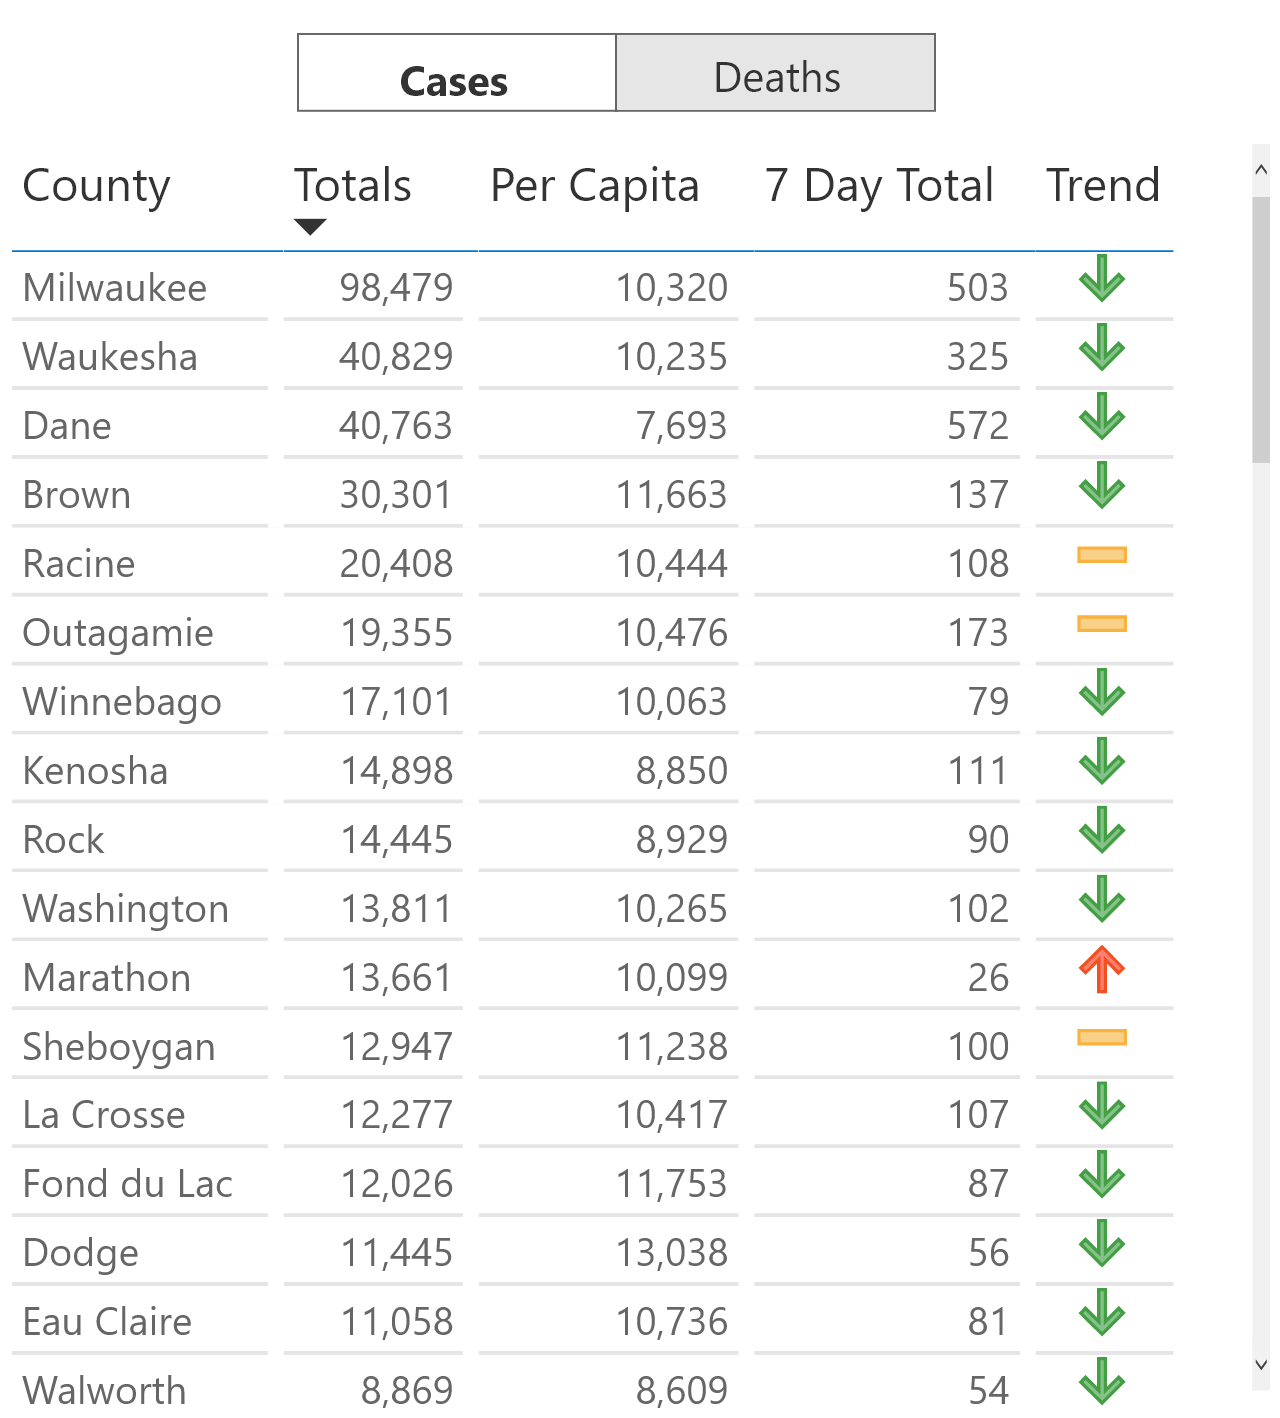 Cases Deaths
County Totals Per Capita 7 Day Total Trend
Milwaukee 98,479 10,320 503
Waukesha 40,829 10,235 325
Dane 40,763 7,693 572
Brown 30,301 11,663 137
Racine 20,408 10,444 108
Outagamie 19,355 10,476 173
Winnebago 17,101 10,063 79
Kenosha 14,898 8,850 111
Rock 14,445 8,929 90
Washington 13,811 10,265 102
Marathon 13,661 10,099 26
Sheboygan 12,947 11,238 100
La Crosse 12,277 10,417 107
Fond du Lac 12,026 11,753 87
Dodge 11,445 13,038 56
Eau Claire 11,058 10,736 81
Walworth 8,869 8,609 54